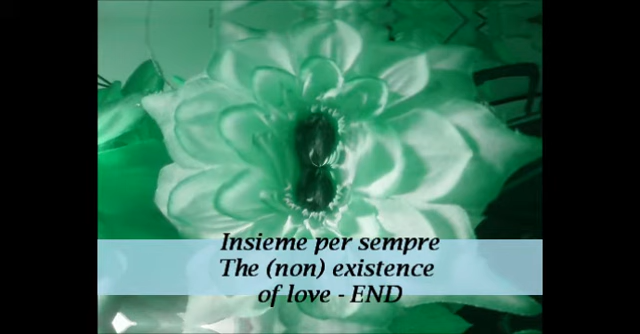 Insieme per sempre
The (non) existence
of love - END